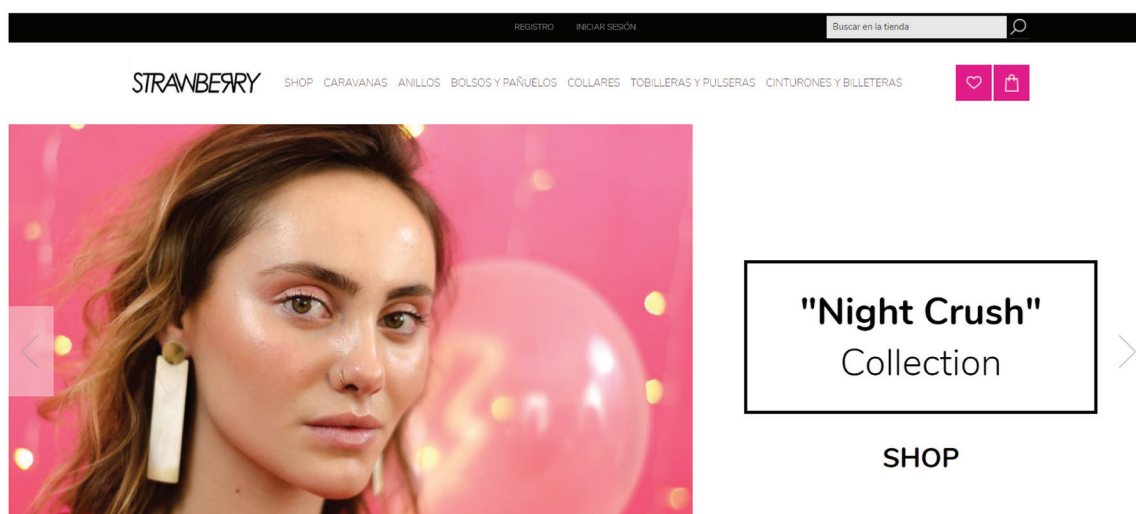 REGISTRO INICIAR SESIÓN Buscar en la tienda
STRAWBERRY SHOP CARAVANAS ANILLOS BOLSOS Y PAÑUELOS COLLARES TOBILLERAS Y PULSERAS CINTURONES Y BILLETERAS
"Night Crush"
Collection
SHOP